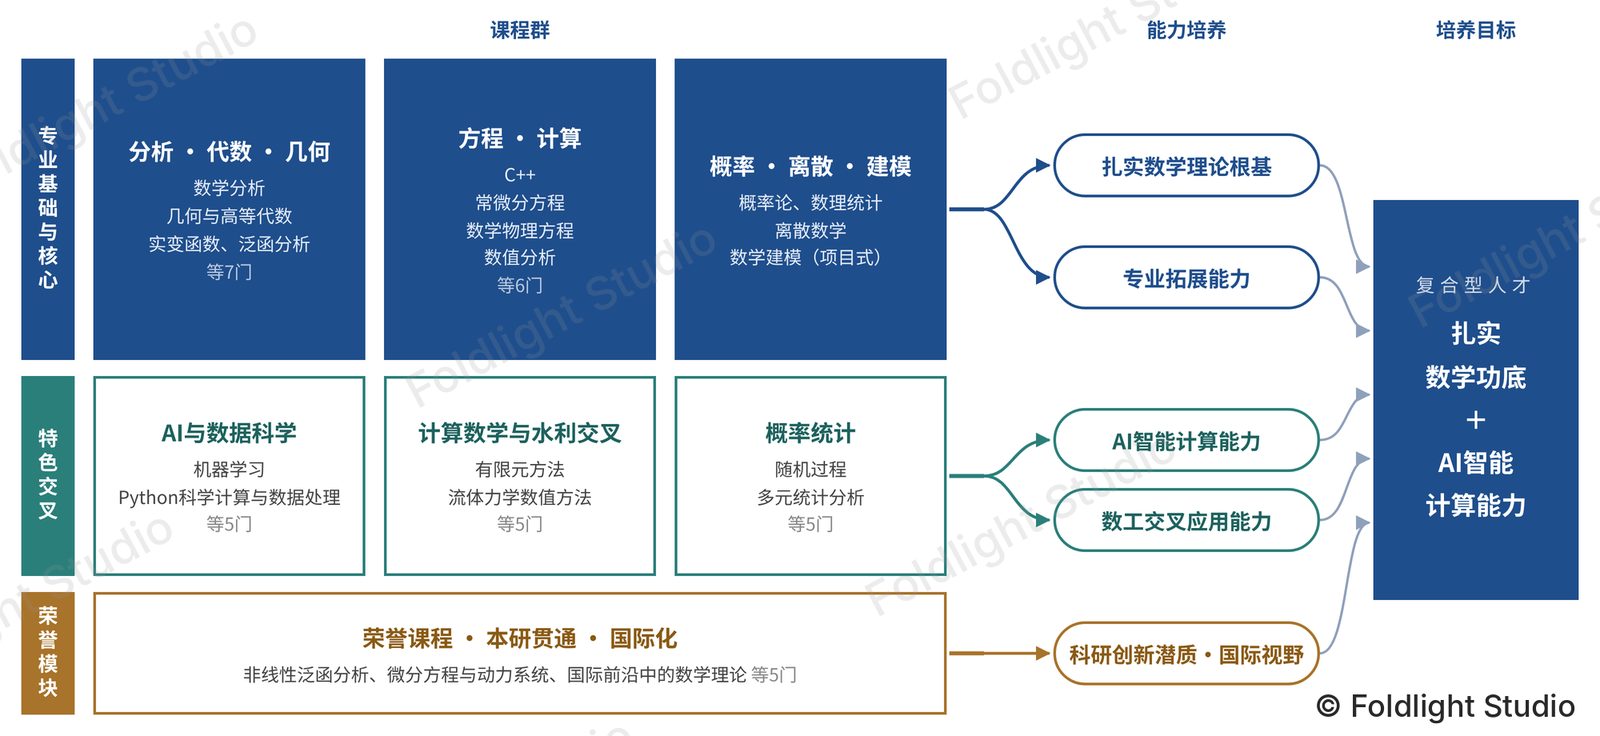 课程群
能力培养
培养目标
专业基础与核心
分析 · 代数 · 几何
数学分析
几何与高等代数
实变函数、泛函分析
等7门
方程 · 计算
C++
常微分方程
数学物理方程
数值分析
等6门
概率 · 离散 · 建模
概率论、数理统计
离散数学
数学建模（项目式）
扎实数学理论根基
专业拓展能力
特色交叉
AI与数据科学
机器学习
Python科学计算与数据处理
等5门
计算数学与水利交叉
有限元方法
流体力学数值方法
等5门
概率统计
随机过程
多元统计分析
等5门
AI智能计算能力
数工交叉应用能力
荣誉模块
荣誉课程 · 本研贯通 · 国际化
非线性泛函分析、微分方程与动力系统、国际前沿中的数学理论 等5门
科研创新潜质·国际视野
复合型人才
扎实
数学功底
+
AI智能
计算能力
© Foldlight Studio
Foldlight Studio
Foldlight Studio
Foldlight Studio
Foldlight Studio
Foldlight Studio